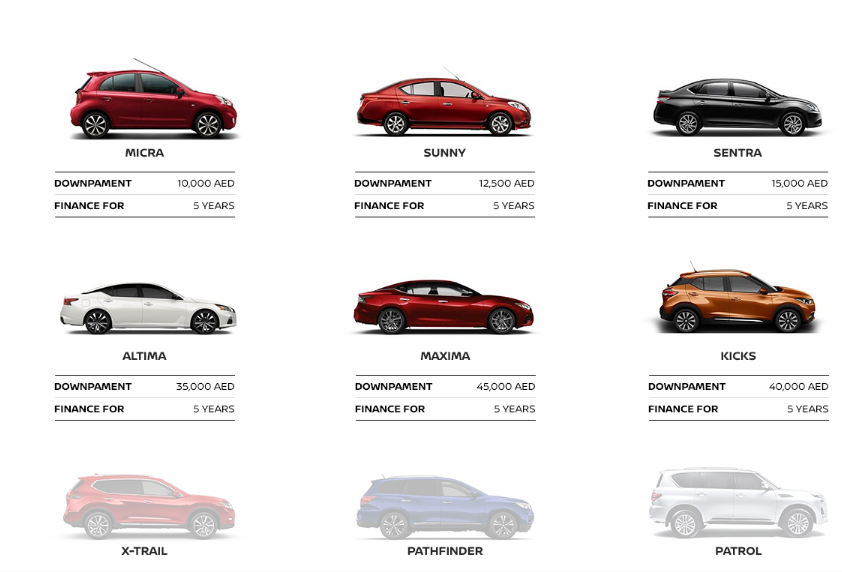 MICRA
DOWNPAMENT 10,000 AED
FINANCE FOR 5 YEARS
SUNNY
DOWNPAMENT 12,500 AED
FINANCE FOR 5 YEARS
SENTRA
DOWNPAMENT 15,000 AED
FINANCE FOR 5 YEARS
ALTIMA
DOWNPAMENT 35,000 AED
FINANCE FOR 5 YEARS
MAXIMA
DOWNPAMENT 45,000 AED
FINANCE FOR 5 YEARS
KICKS
DOWNPAMENT 40,000 AED
FINANCE FOR 5 YEARS
X-TRAIL
PATHFINDER
PATROL